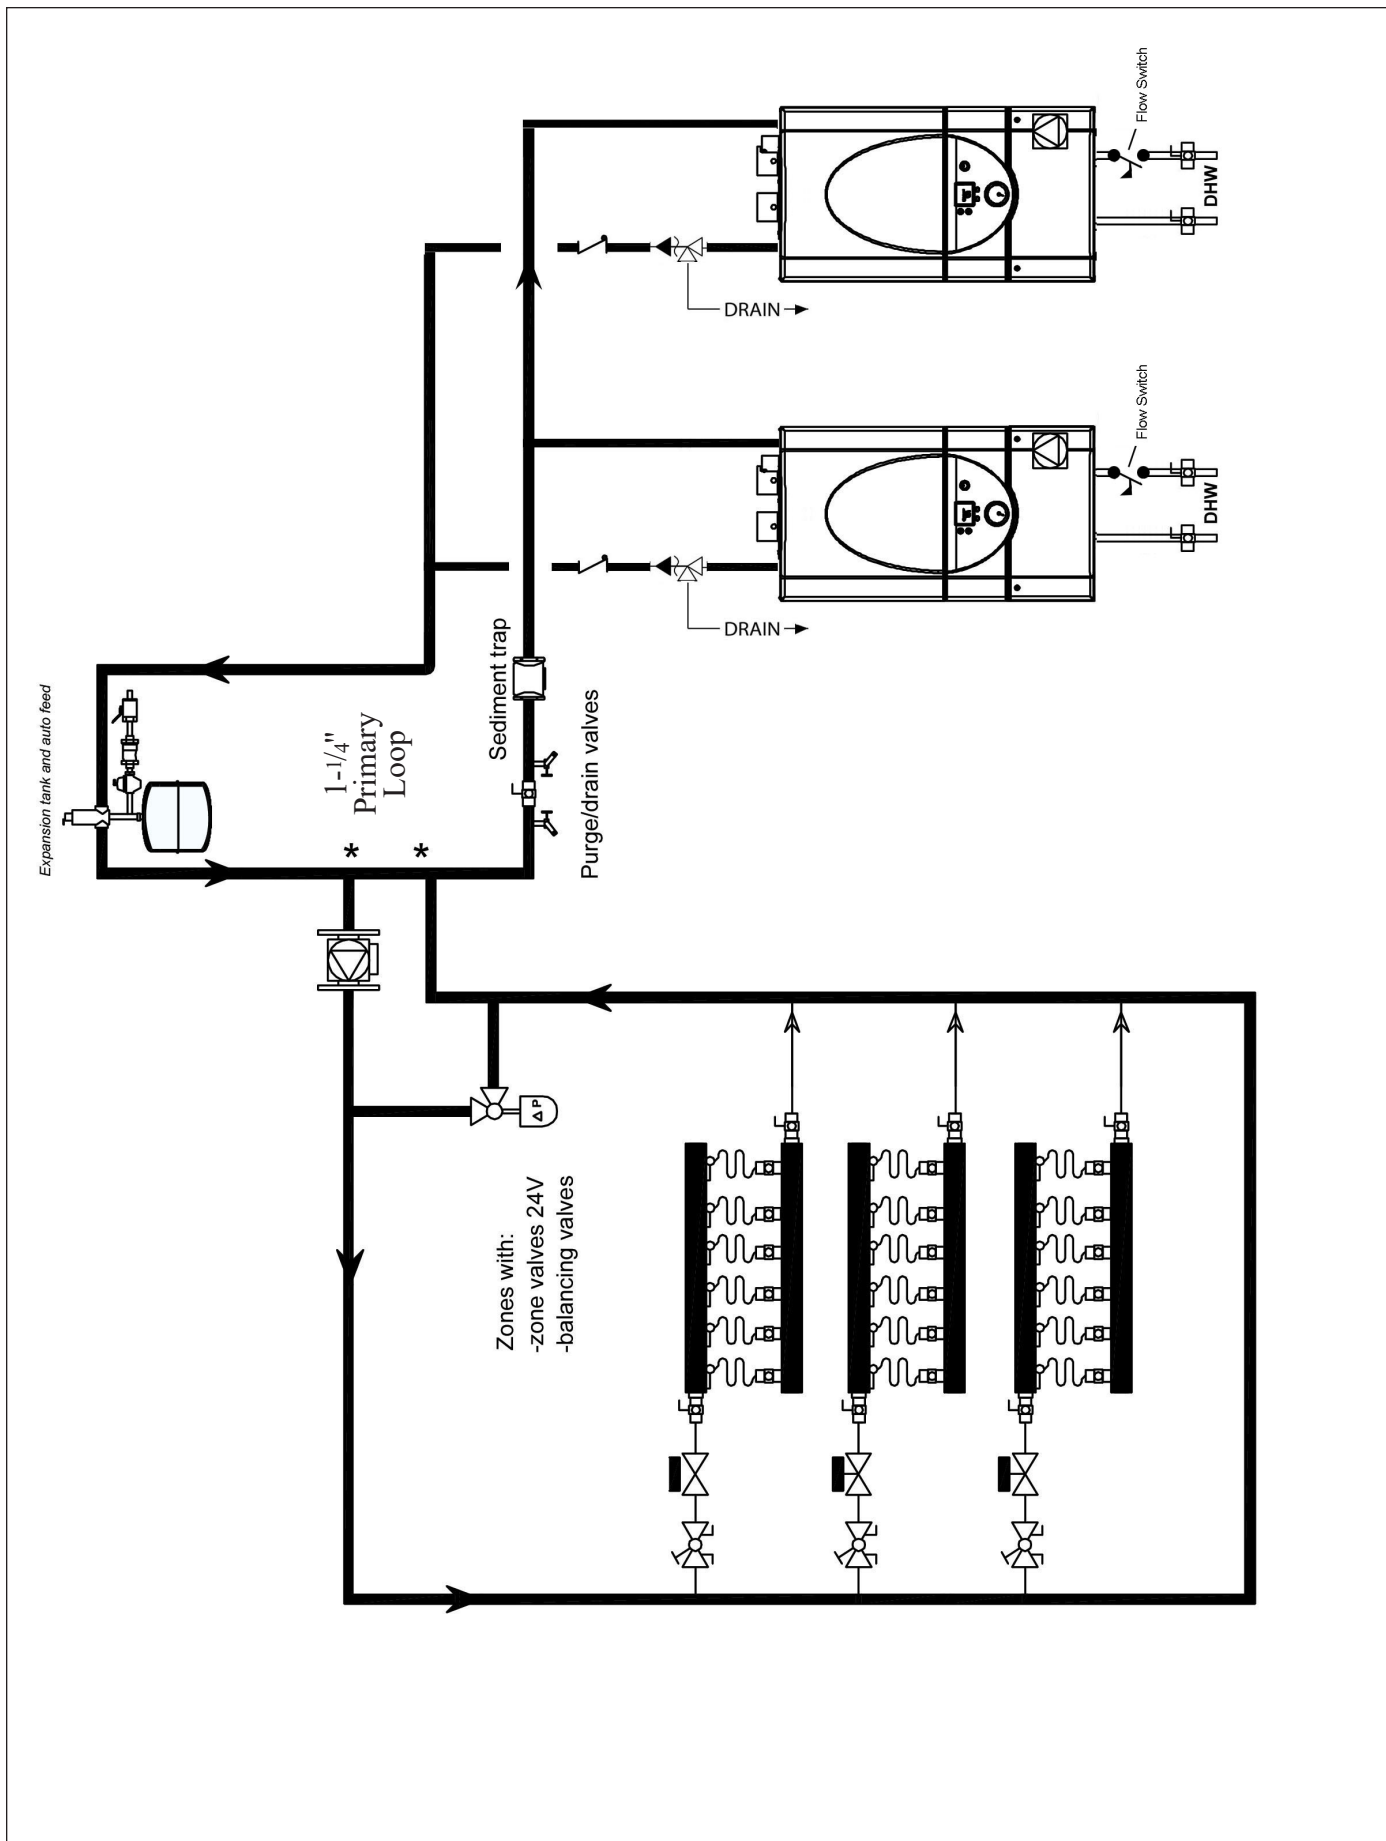 Expansion tank and auto feed
1-1/4"
Primary
Loop
*
*
Sediment trap
Purge/drain valves
DRAIN
Flow Switch
DHW
DRAIN
Flow Switch
DHW
Δ P
Zones with:
-zone valves 24V
-balancing valves